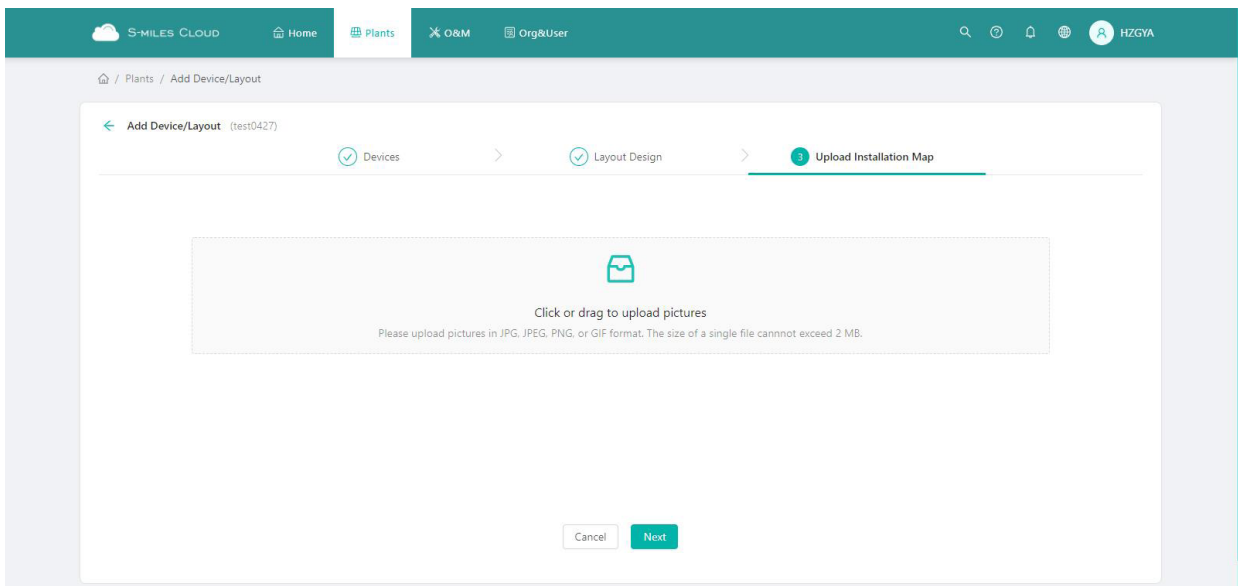 S-MILES CLOUD Home Plants O&M Org&User HZGYA
/ Plants / Add Device/Layout
Add Device/Layout (test0427)
Devices Layout Design 3 Upload Installation Map
Click or drag to upload pictures
Please upload pictures in JPG, JPEG, PNG, or GIF format. The size of a single file cannnot exceed 2 MB.
Cancel Next